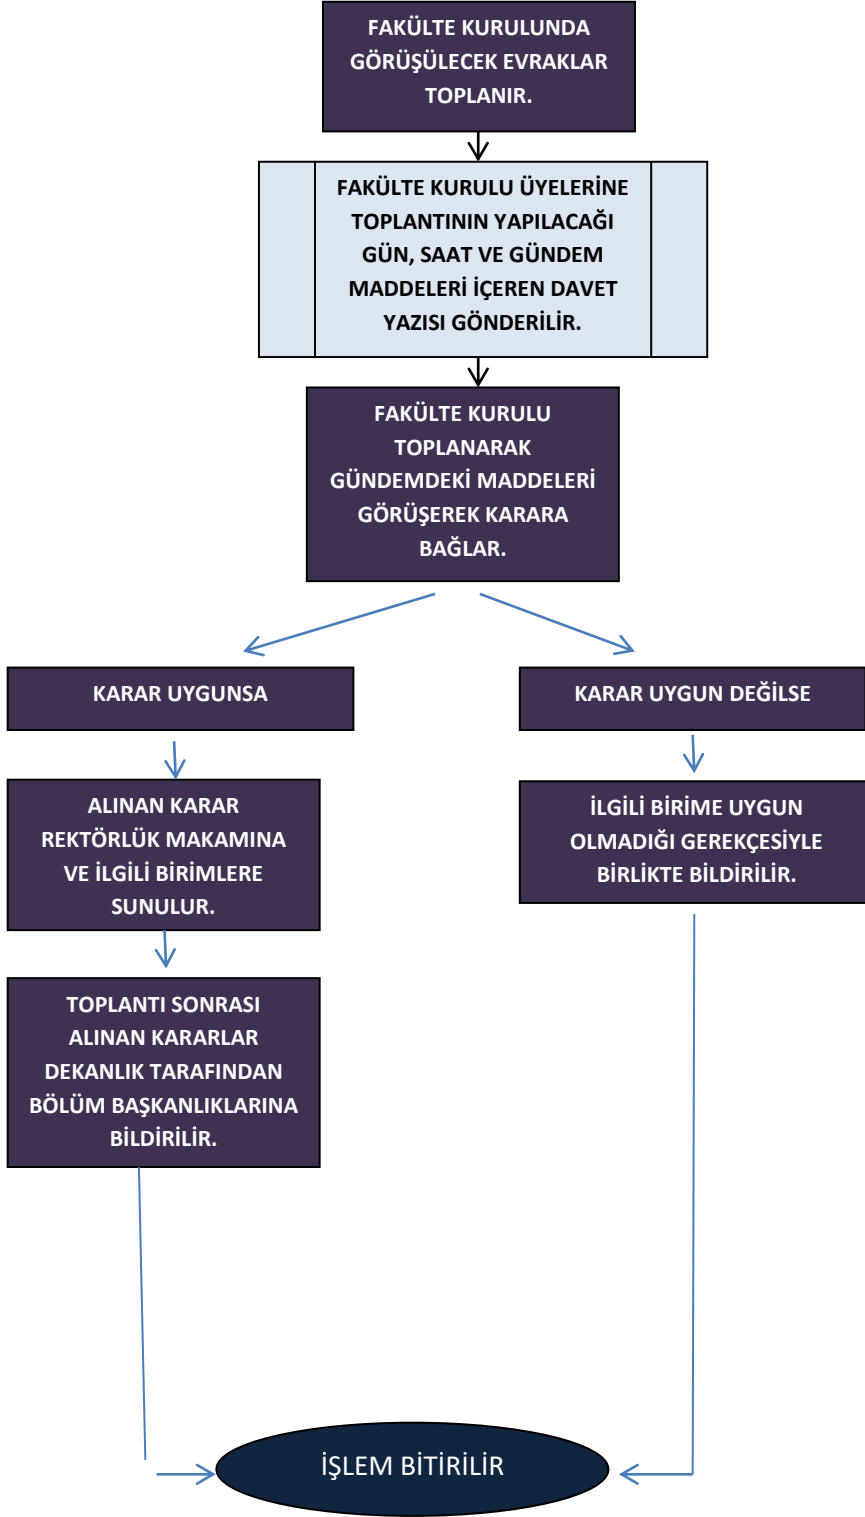 FAKÜLTE KURULUNDA
GÖRÜŞÜLECEK EVRAKLAR
TOPLANIR.
FAKÜLTE KURULU ÜYELERİNE
TOPLANTININ YAPILACAĞI
GÜN, SAAT VE GÜNDEM
MADDELERİ İÇEREN DAVET
YAZISI GÖNDERİLİR.
FAKÜLTE KURULU
TOPLANARAK
GÜNDEMDEKİ MADDELERİ
GÖRÜŞEREK KARARA
BAĞLAR.
KARAR UYGUNSA
KARAR UYGUN DEĞİLSE
ALINAN KARAR
REKTÖRLÜK MAKAMINA
VE İLGİLİ BİRİMLERE
SUNULUR.
İLGİLİ BİRİME UYGUN
OLMADIĞI GEREKÇESİYLE
BİRLİKTE BİLDİRİLİR.
TOPLANTI SONRASI
ALINAN KARARLAR
DEKANLIK TARAFINDAN
BÖLÜM BAŞKANLIKLARINA
BİLDİRİLİR.
İŞLEM BİTİRİLİR